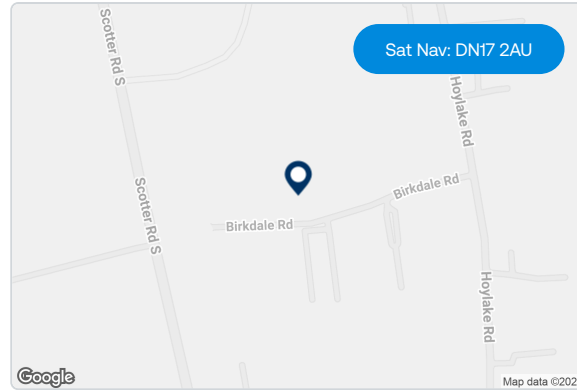 Sat Nav: DN17 2AU
Scotter Rd S
Hoylake Rd
Scotter Rd S
Birkdale Rd
Birkdale Rd
Hoylake Rd
Google
Map data ©202